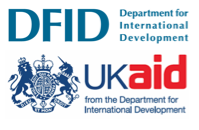 DFID Department for
International
Development
UKaid
from the Department for
International Development